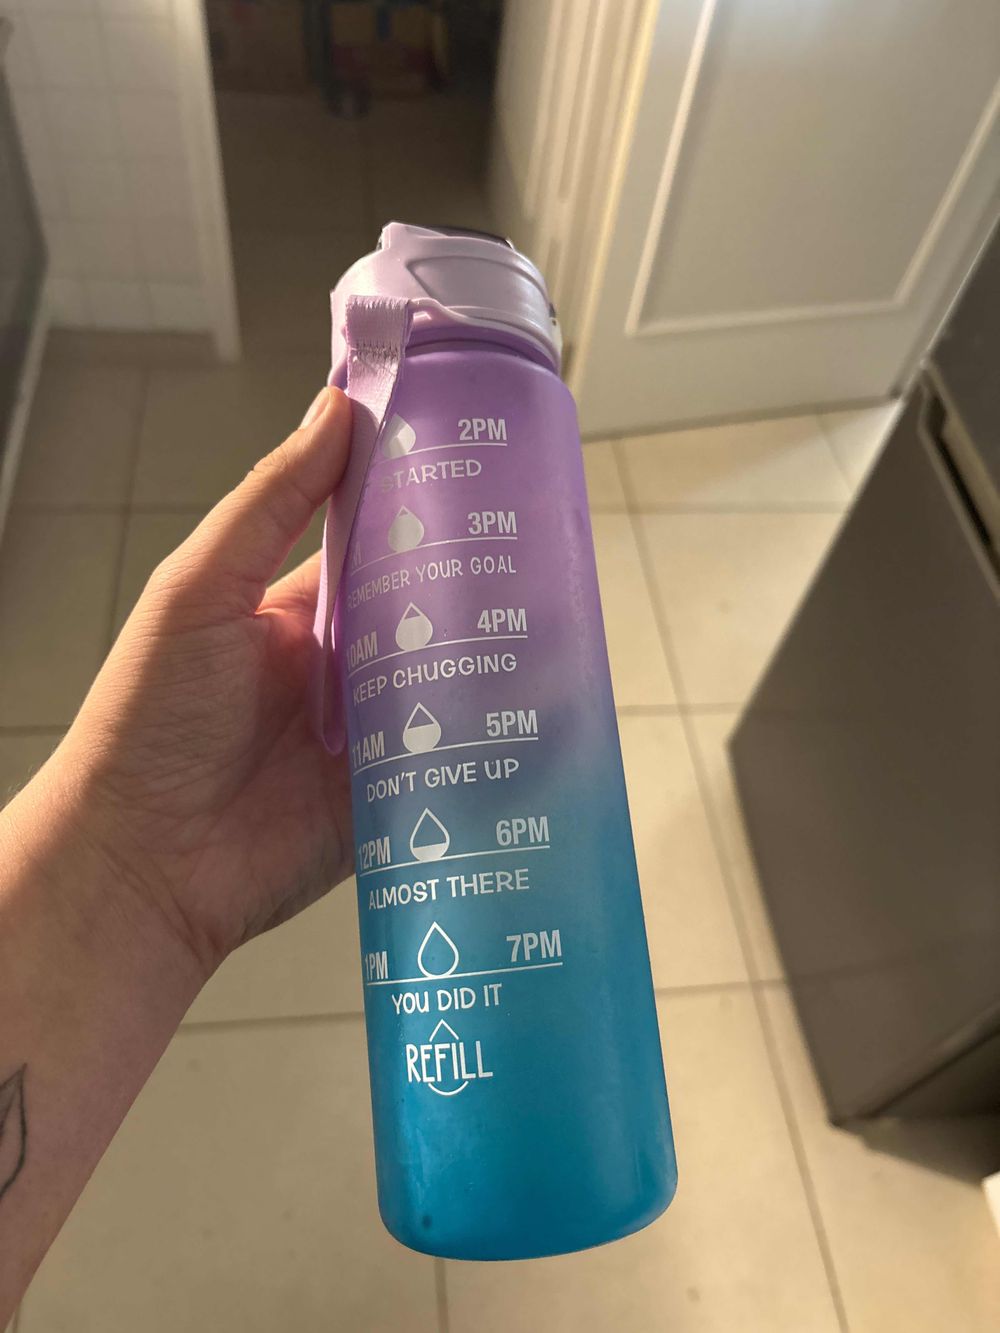 2PM
STARTED
3PM
REMEMBER YOUR GOAL
10AM 4PM
KEEP CHUGGING
11AM 5PM
DON'T GIVE UP
12PM 6PM
ALMOST THERE
1PM 7PM
YOU DID IT
REFILL